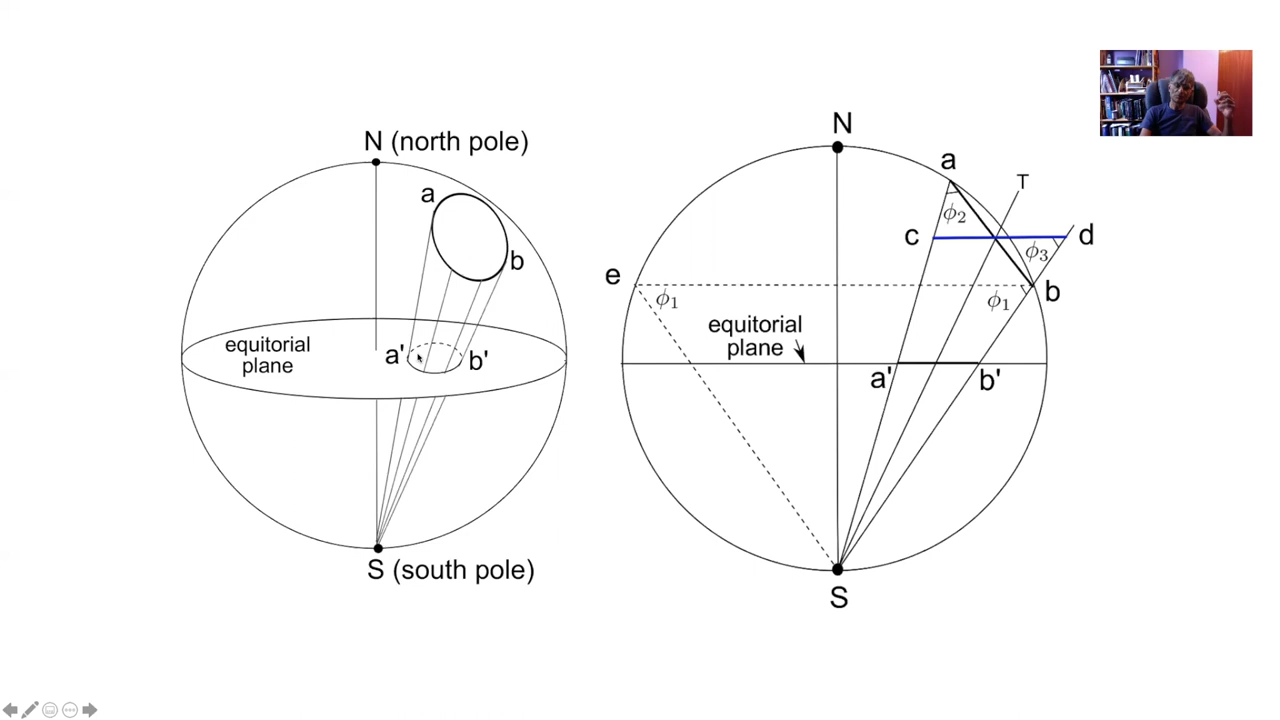 N (north pole)
a
b
equitorial
plane
a'
b'
S (south pole)
N
a
T
ϕ₂
c
d
ϕ₃
e
ϕ₁
ϕ₁
b
equitorial
plane
a'
b'
S